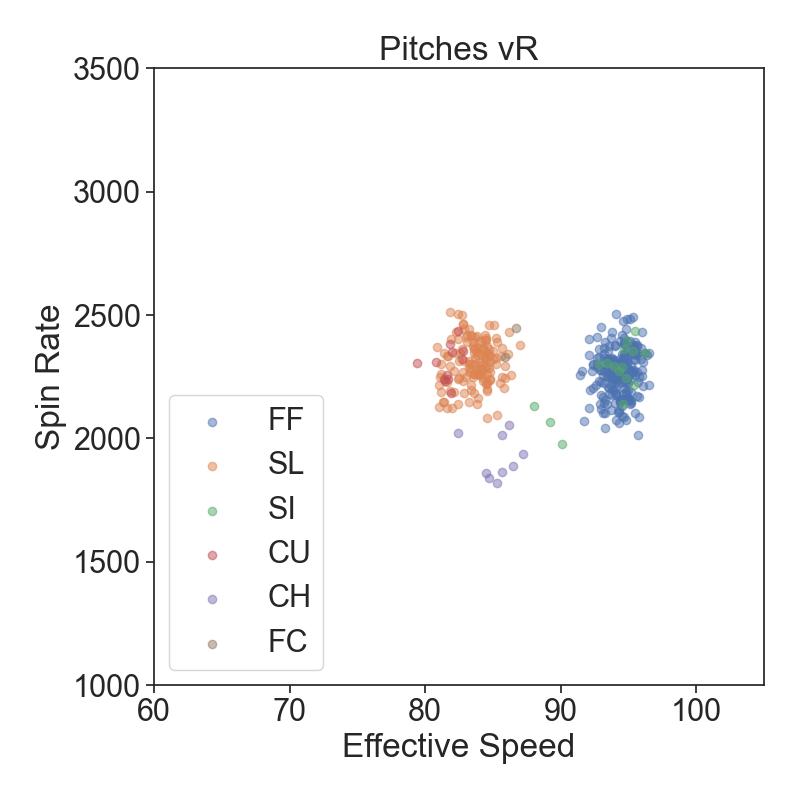 Pitches vR
3500
3000
2500
2000
1500
1000
Spin Rate
FF
SL
SI
CU
CH
FC
60 70 80 90 100
Effective Speed